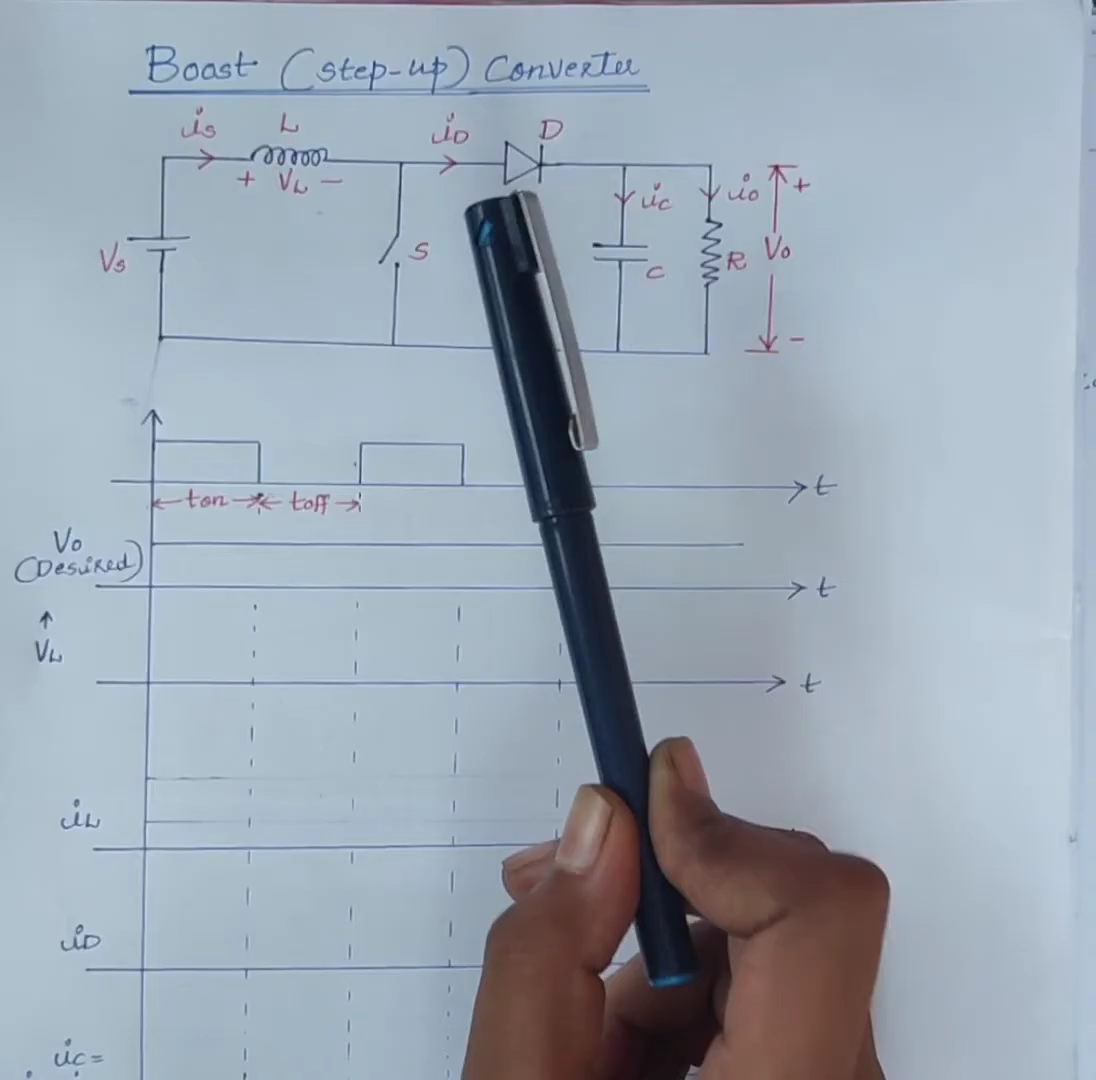 Boost (step-up) Converter
is L iD D
+ VL - ic io +
Vs S C R Vo
-
ton toff t
Vo
(Desired)
t
VL
t
iL
iD
ic=